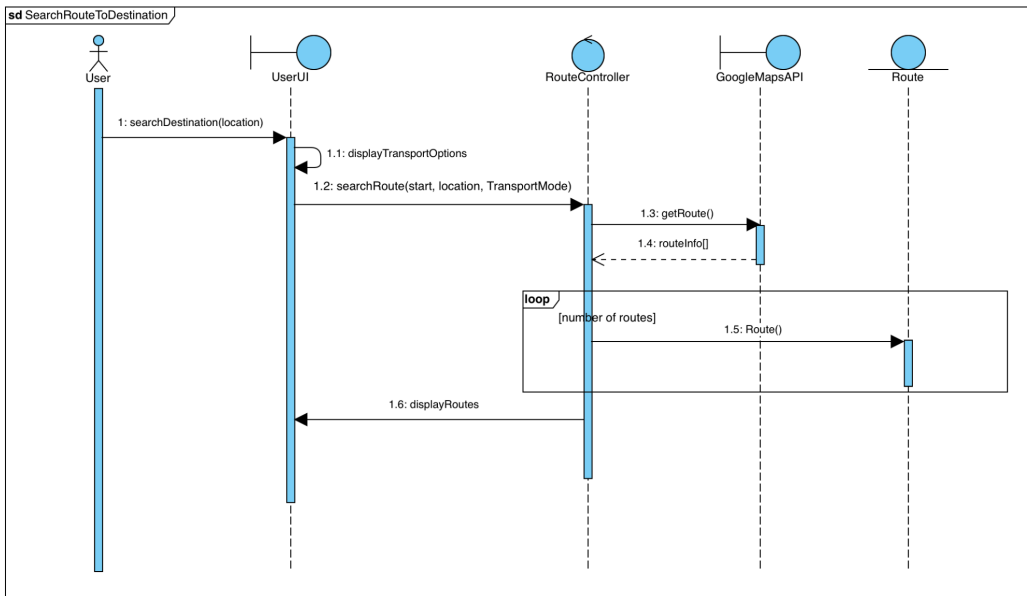 sd SearchRouteToDestination
User
UserUI
RouteController
GoogleMapsAPI
Route
1: searchDestination(location)
1.1: displayTransportOptions
1.2: searchRoute(start, location, TransportMode)
1.3: getRoute()
1.4: routeInfo[]
loop
[number of routes]
1.5: Route()
1.6: displayRoutes